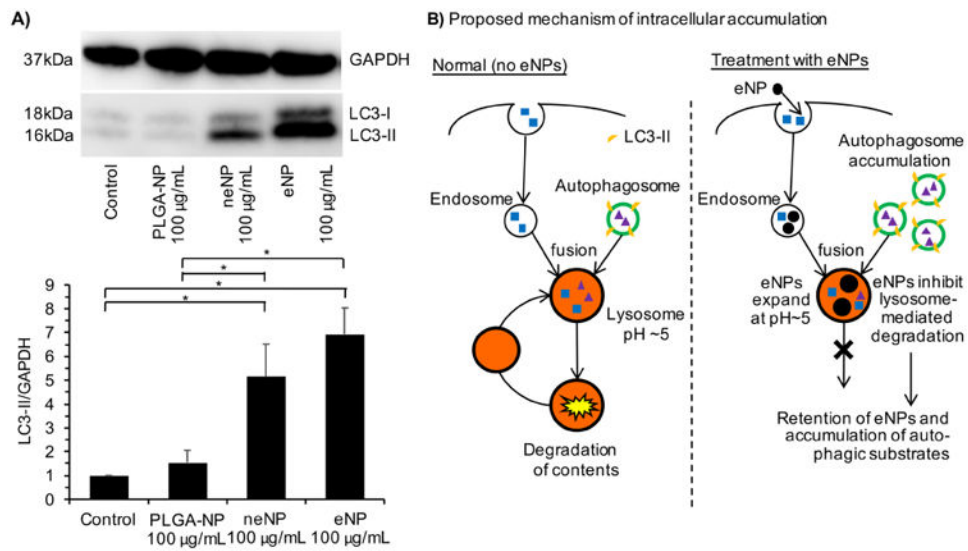 A)
37kDa
GAPDH
18kDa
LC3-I
16kDa
LC3-II
Control
PLGA-NP
100 µg/mL
neNP
100 µg/mL
eNP
100 µg/mL
*
*
*
*
LC3-II/GAPDH
9
8
7
6
5
4
3
2
1
0
Control
PLGA-NP
100 µg/mL
neNP
100 µg/mL
eNP
100 µg/mL
B) Proposed mechanism of intracellular accumulation
Normal (no eNPs)
LC3-II
Endosome
Autophagosome
fusion
Lysosome
pH ~5
Degradation
of contents
Treatment with eNPs
eNP
Autophagosome
accumulation
Endosome
fusion
eNPs
expand
at pH~5
eNPs inhibit
lysosome-
mediated
degradation
Retention of eNPs and
accumulation of auto-
phagic substrates